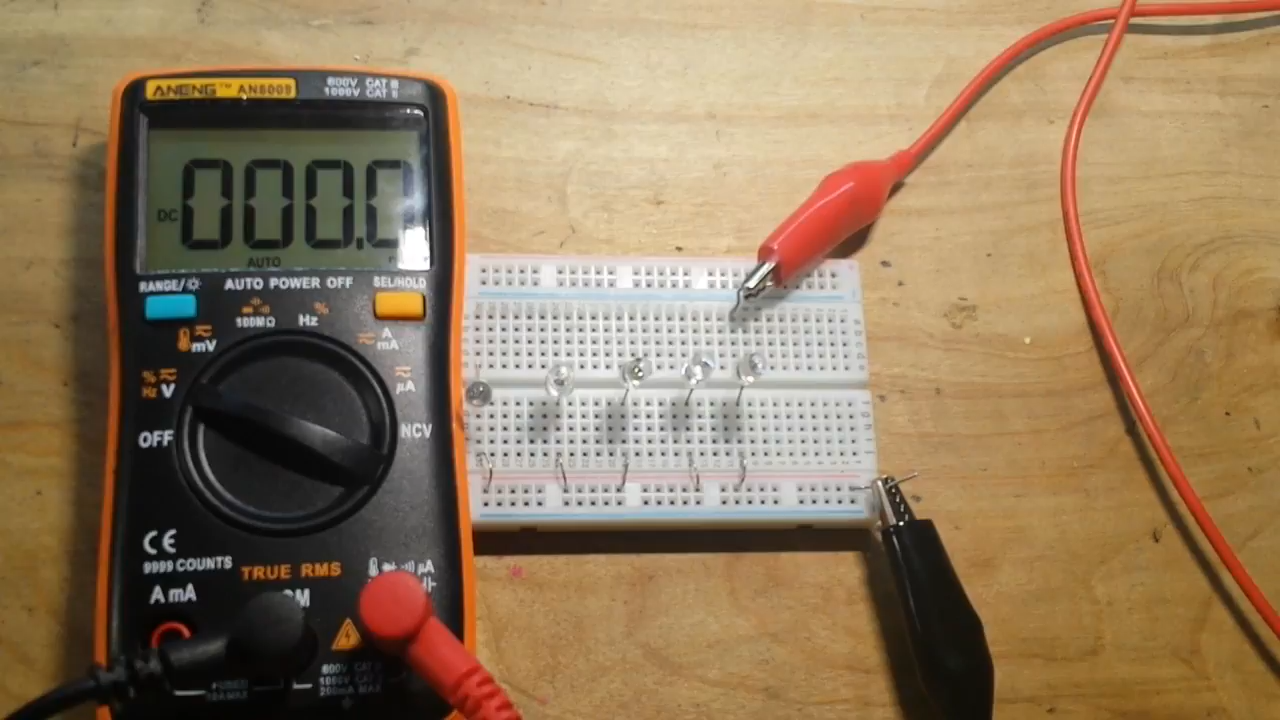 ANENG™ AN8009
600V CAT III
1000V CAT II
000.0
DC
AUTO
RANGE/
AUTO POWER OFF
SEL/HOLD
100MΩ
Hz
%
mV
A
mA
%
Hz
V
μA
OFF
NCV
CE
9999 COUNTS
TRUE RMS
μA
A mA
600V CAT
1000V CAT
200mA MAX